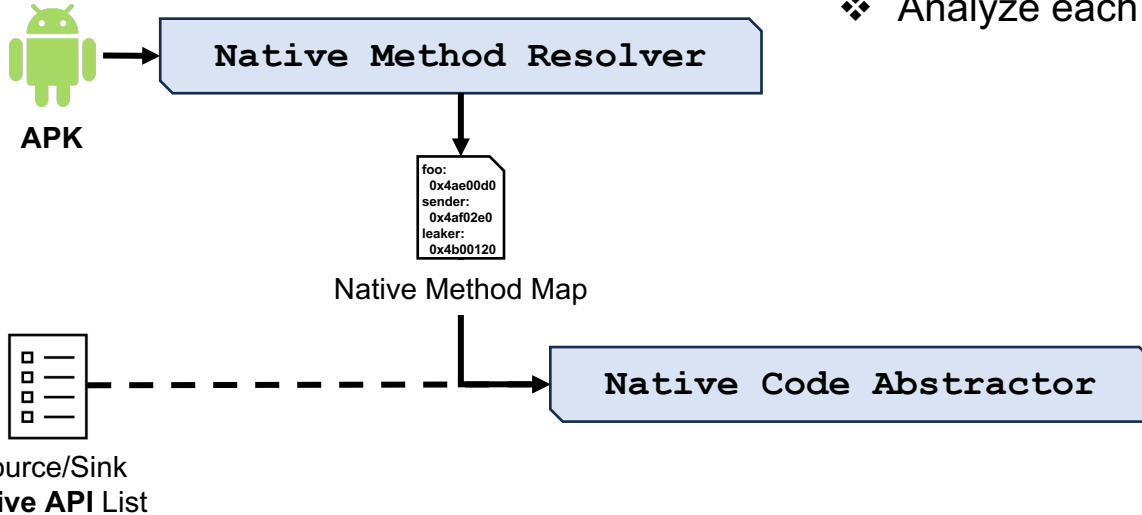 ❖ Analyze each
Native Method Resolver
APK
foo:
0x4ae00d0
sender:
0x4af02e0
leaker:
0x4b00120
Native Method Map
Native Code Abstractor
ource/Sink
ive API List